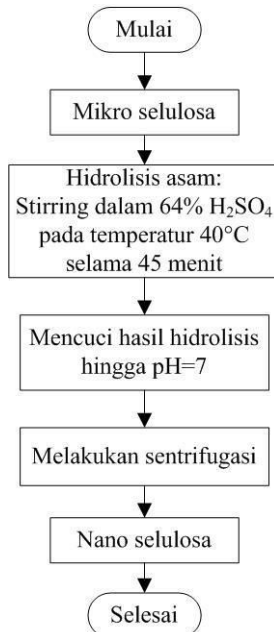 Mulai
Mikro selulosa
Hidrolisis asam:
Stirring dalam 64% H₂SO₄
pada temperatur 40°C
selama 45 menit
Mencuci hasil hidrolisis
hingga pH=7
Melakukan sentrifugasi
Nano selulosa
Selesai